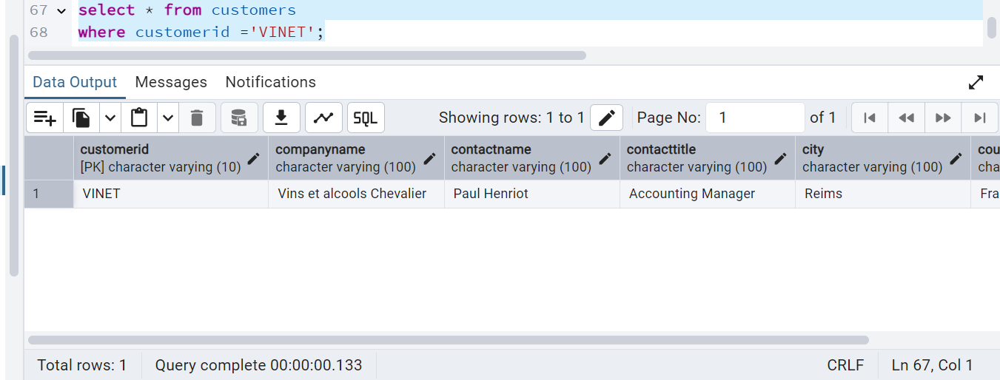 67 select * from customers
68 where customerid ='VINET';
Data Output Messages Notifications
SQL Showing rows: 1 to 1 Page No: 1 of 1
customerid companyname contactname contacttitle city cou
[PK] character varying (10) character varying (100) character varying (100) character varying (100) character varying (100) cha
1 VINET Vins et alcools Chevalier Paul Henriot Accounting Manager Reims Fra
Total rows: 1 Query complete 00:00:00.133 CRLF Ln 67, Col 1